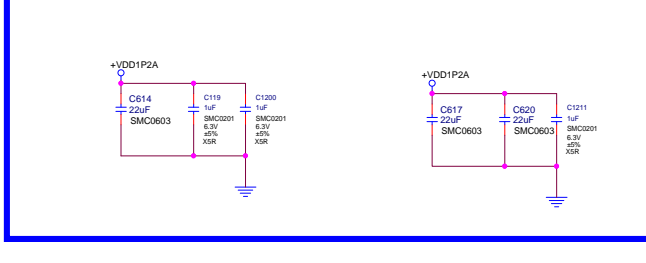 +VDD1P2A
C614
22uF
SMC0603
C119
1uF
SMC0201
6.3V
±5%
X5R
C1200
1uF
SMC0201
6.3V
±5%
X5R
+VDD1P2A
C617
22uF
SMC0603
C620
22uF
SMC0603
C1211
1uF
SMC0201
6.3V
±5%
X5R